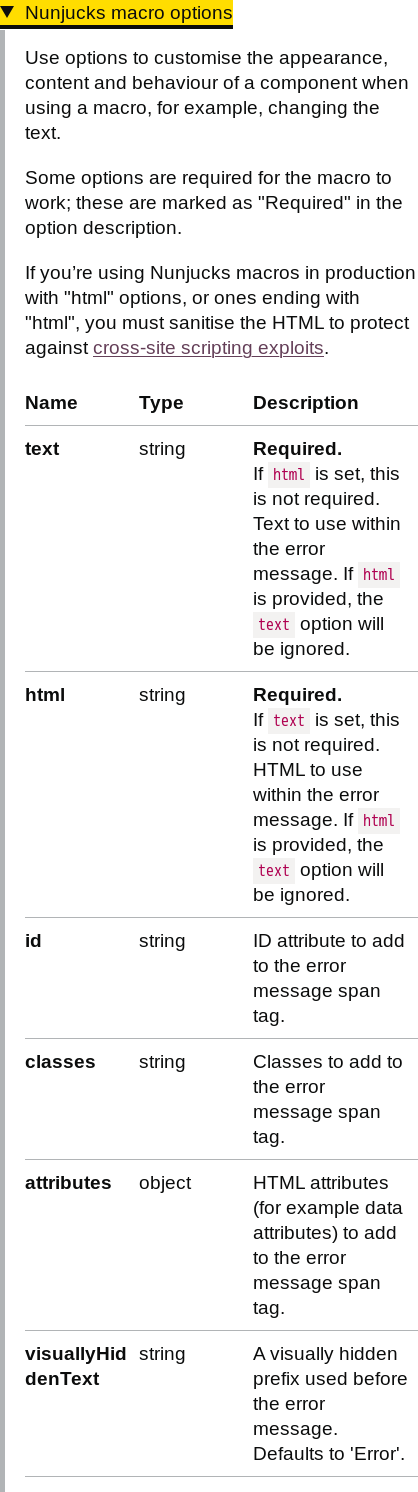 ▼ Nunjucks macro options
Use options to customise the appearance,
content and behaviour of a component when
using a macro, for example, changing the
text.
Some options are required for the macro to
work; these are marked as "Required" in the
option description.
If you’re using Nunjucks macros in production
with "html" options, or ones ending with
"html", you must sanitise the HTML to protect
against cross-site scripting exploits.
Name Type Description
text string Required.
If html is set, this
is not required.
Text to use within
the error
message. If html
is provided, the
text option will
be ignored.
html string Required.
If text is set, this
is not required.
HTML to use
within the error
message. If html
is provided, the
text option will
be ignored.
id string ID attribute to add
to the error
message span
tag.
classes string Classes to add to
the error
message span
tag.
attributes object HTML attributes
(for example data
attributes) to add
to the error
message span
tag.
visuallyHid string A visually hidden
denText prefix used before
the error
message.
Defaults to 'Error'.